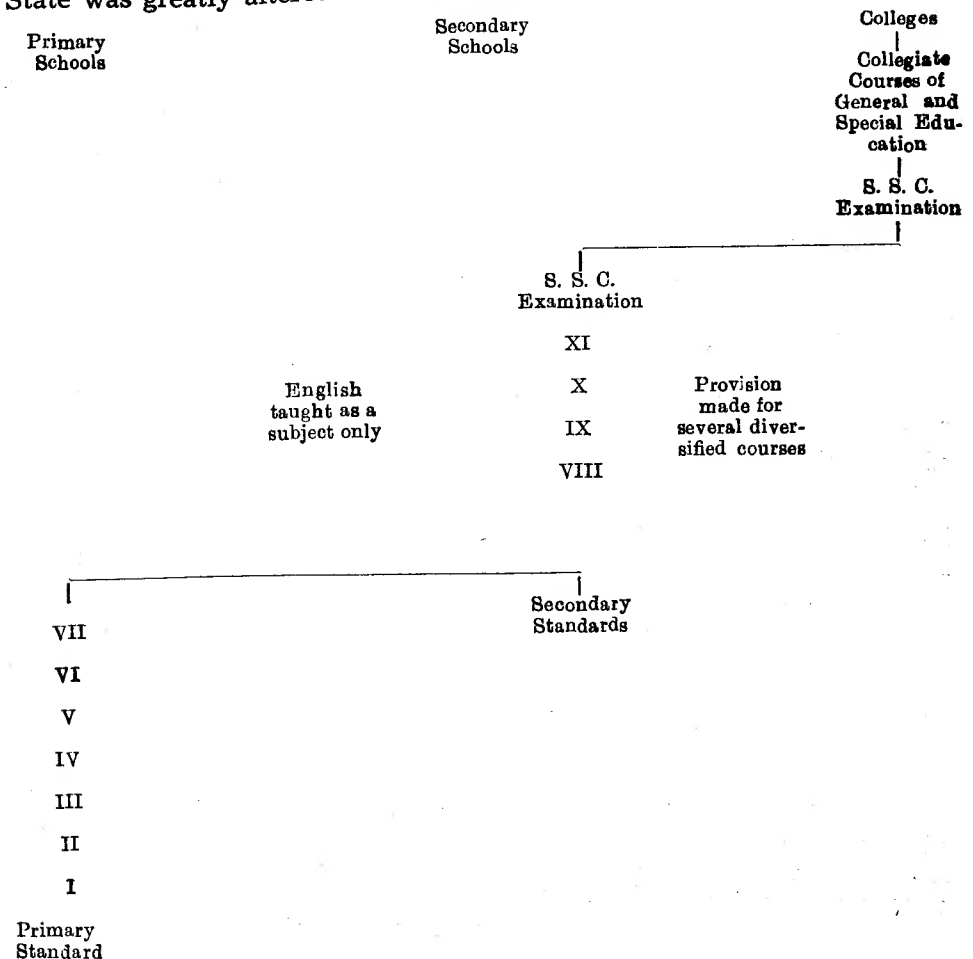 State was greatly
Primary
Schools
Secondary
Schools
Colleges
Collegiate
Courses of
General and
Special Edu-
cation
S. S. C.
Examination
S. S. C.
Examination
XI
X
IX
VIII
English
taught as a
subject only
Provision
made for
several diver-
sified courses
Secondary
Standards
VII
VI
V
IV
III
II
I
Primary
Standard